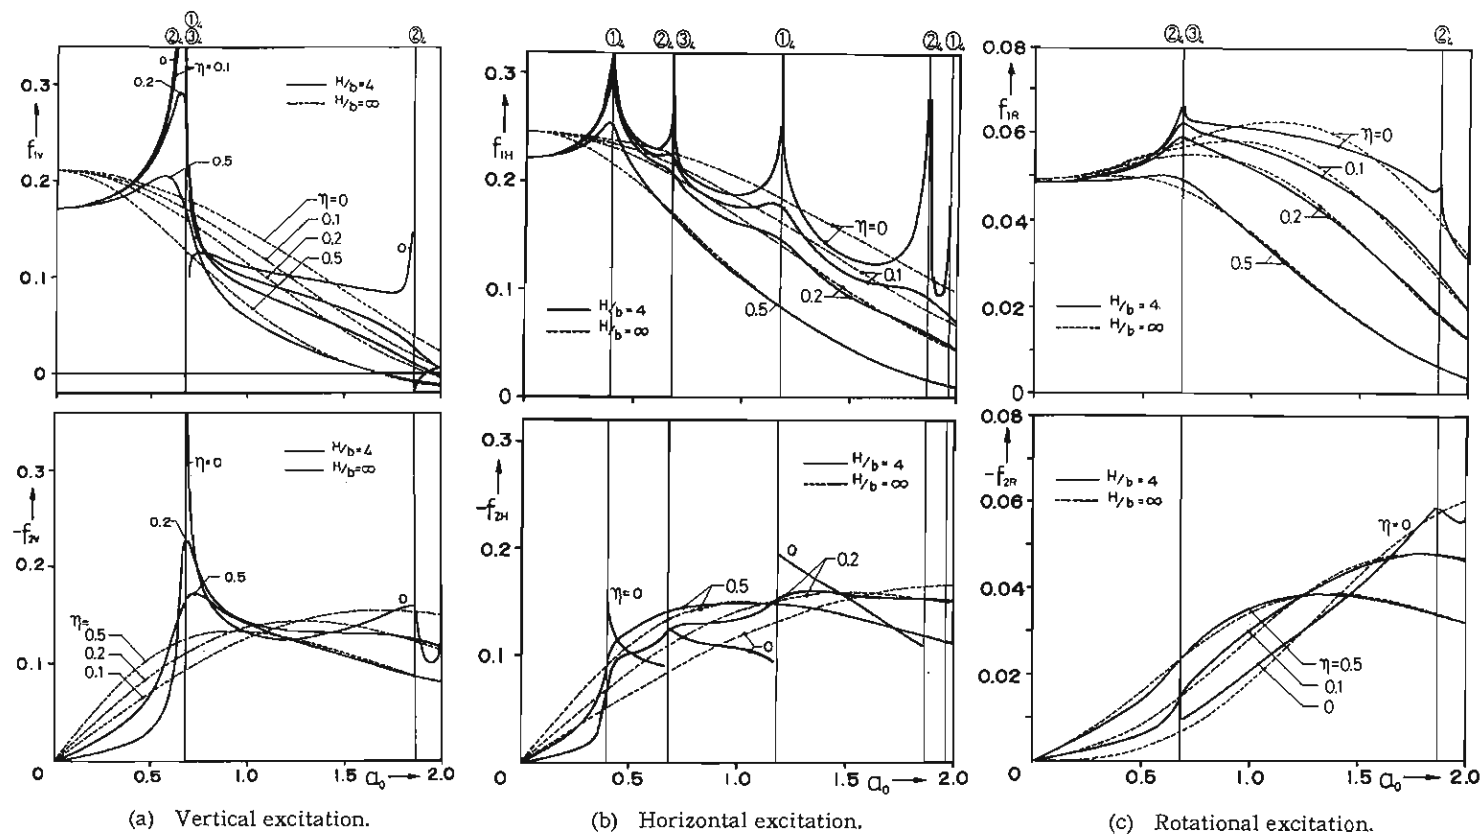 ②₄ ①₄ ③₄ ②₄
0.3
f₁ᵥ
0.2
0.1
0
0
η=0.1
0.2
0.5
H/b=4
H/b=∞
η=0
0.1
0.2
0.5
0
①₄ ②₄ ③₄ ①₄ ②₄ ①₄
0.3
f₁H
0.2
0.1
0
η=0
0.1
0.2
0.5
H/b=4
H/b=∞
②₄ ③₄ ②₄
0.08
f₁R
0.06
0.04
0.02
0
η=0
0.1
0.2
0.5
H/b=4.
H/b=∞
0.3
-f₂ᵥ
0.2
0.1
0
η=0
H/b=4
H/b=∞
0.2
0.5
0
η=
0.5
0.2
0.1
0.5
1.0
a₀
2.0
0.3
-f₂H
0.2
0.1
0
H/b=4
H/b=∞
0
η=0
0.5
0.2
0
0.5
1.0
a₀
2.0
0.08
-f₂R
0.06
0.04
0.02
0
H/b=4
H/b=∞
η=0
η=0.5
0.1
0
0.5
1.0
1.5
a₀
2.0
(a) Vertical excitation.
(b) Horizontal excitation.
(c) Rotational excitation.